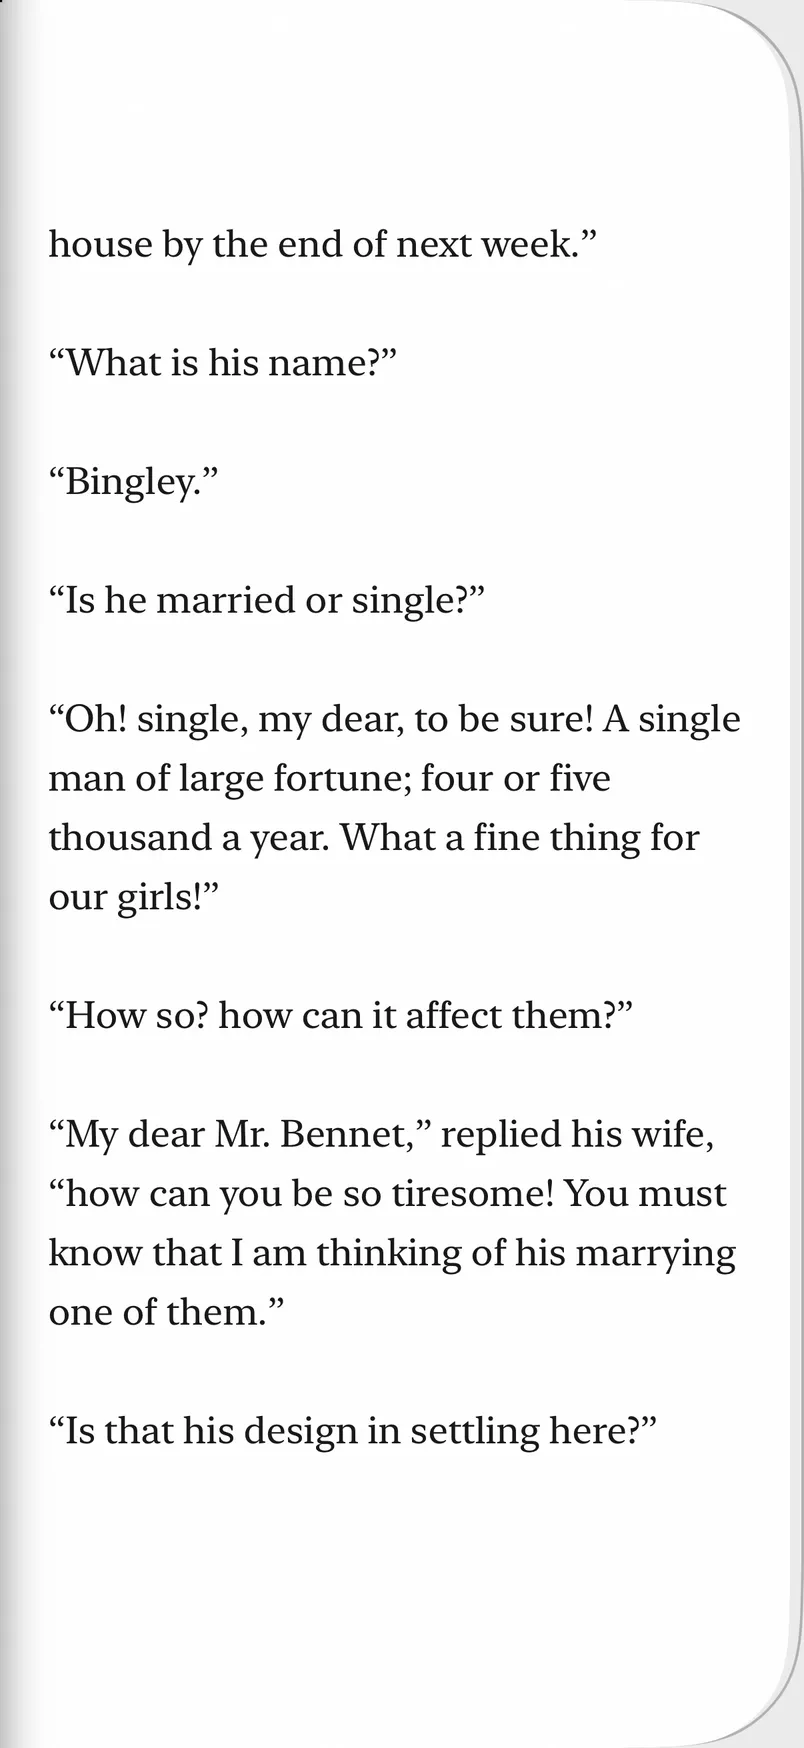 house by the end of next week.”
“What is his name?”
“Bingley.”
“Is he married or single?”
“Oh! single, my dear, to be sure! A single
man of large fortune; four or five
thousand a year. What a fine thing for
our girls!”
“How so? how can it affect them?”
“My dear Mr. Bennet,” replied his wife,
“how can you be so tiresome! You must
know that I am thinking of his marrying
one of them.”
“Is that his design in settling here?”